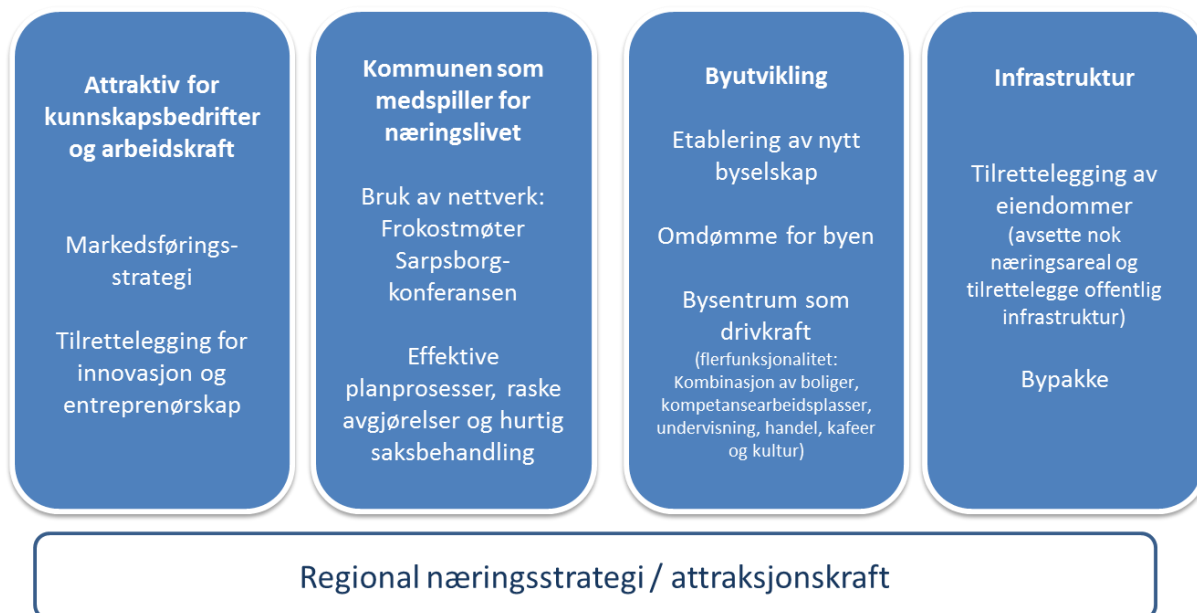 Attraktiv for
kunnskapsbedrifter
og arbeidskraft
Markedsførings-
strategi
Tilrettelegging for
innovasjon og
entreprenørskap
Kommunen som
medspiller for
næringslivet
Bruk av nettverk:
Frokostmøter
Sarpsborg-
konferansen
Effektive
planprosesser, raske
avgjørelser og hurtig
saksbehandling
Byutvikling
Etablering av nytt
byselskap
Omdømme for byen
Bysentrum som
drivkraft
(flerfunksjonalitet:
Kombinasjon av boliger,
kompetansearbeidsplasser,
undervisning, handel, kafeer
og kultur)
Infrastruktur
Tilrettelegging av
eiendommer
(avsette nok
næringsareal og
tilrettelegge offentlig
infrastruktur)
Bypakke
Regional næringsstrategi / attraksjonskraft